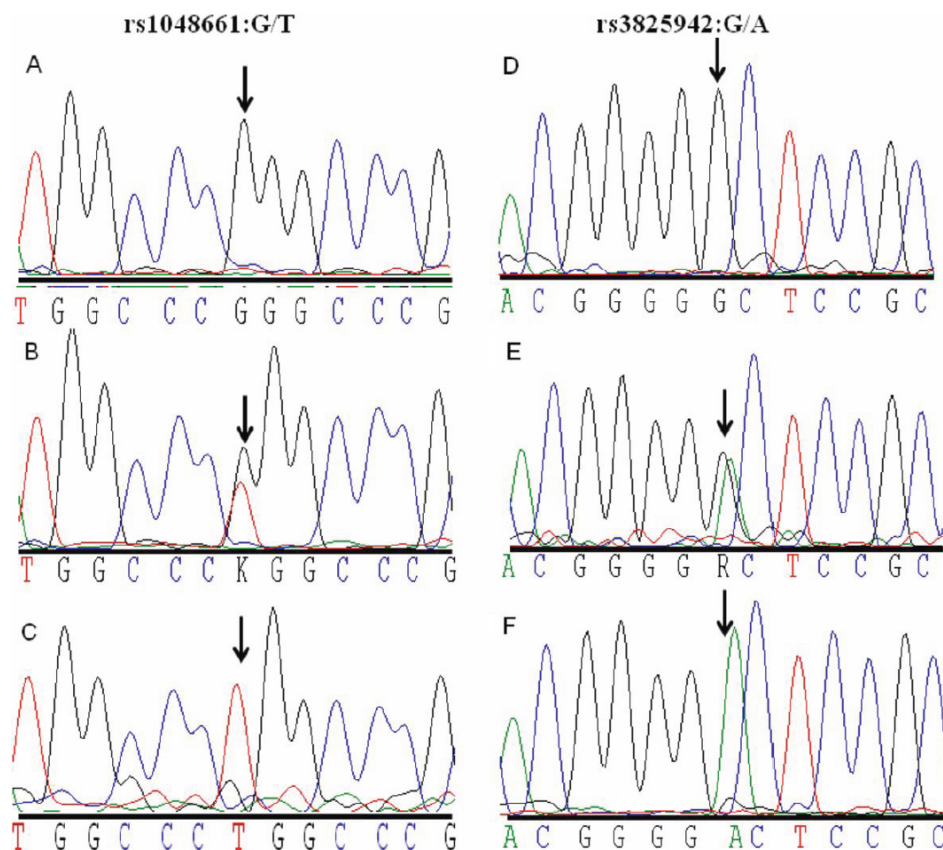 rs1048661:G/T
rs3825942:G/A
A
T G G C C C G G G C C C G
D
A C G G G G G C T C C G C
B
T G G C C C K G G C C C G
E
A C G G G G R C T C C G C
C
T G G C C C T G G C C C G
F
A C G G G G A C T C C G C